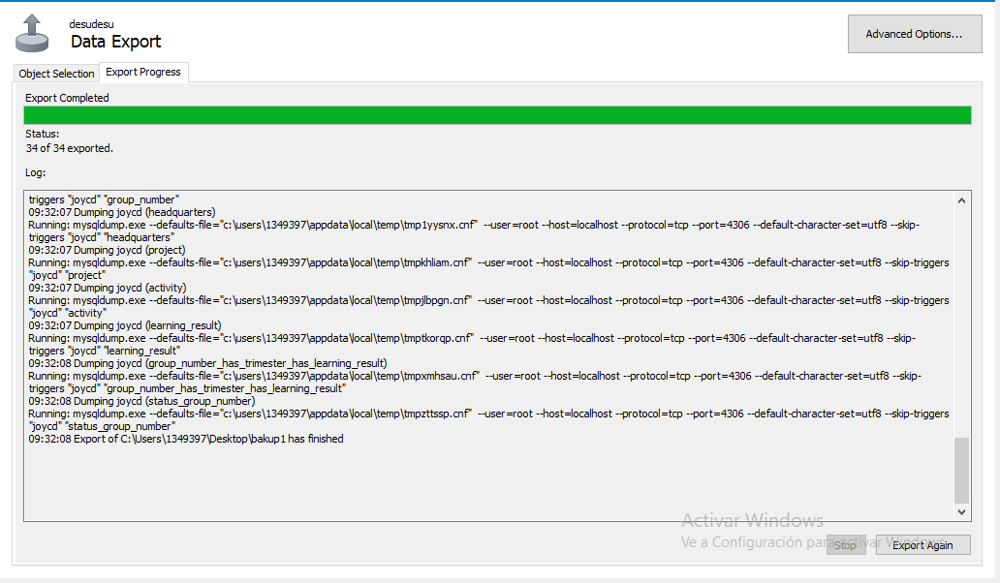 desudesu
Data Export
Advanced Options...
Object Selection
Export Progress
Export Completed
Status:
34 of 34 exported.
Log:
triggers "joycd" "group_number"
09:32:07 Dumping joycd (headquarters)
Running: mysqldump.exe --defaults-file="c:\users\1349397\appdata\local\temp\tmp1yysnx.cnf"  --user=root --host=localhost --protocol=tcp --port=4306 --default-character-set=utf8 --skip-
triggers "joycd" "headquarters"
09:32:07 Dumping joycd (project)
Running: mysqldump.exe --defaults-file="c:\users\1349397\appdata\local\temp\tmpkhliam.cnf"  --user=root --host=localhost --protocol=tcp --port=4306 --default-character-set=utf8 --skip-triggers
"joycd" "project"
09:32:07 Dumping joycd (activity)
Running: mysqldump.exe --defaults-file="c:\users\1349397\appdata\local\temp\tmpjlbpgn.cnf"  --user=root --host=localhost --protocol=tcp --port=4306 --default-character-set=utf8 --skip-triggers
"joycd" "activity"
09:32:07 Dumping joycd (learning_result)
Running: mysqldump.exe --defaults-file="c:\users\1349397\appdata\local\temp\tmptkorqp.cnf"  --user=root --host=localhost --protocol=tcp --port=4306 --default-character-set=utf8 --skip-
triggers "joycd" "learning_result"
09:32:08 Dumping joycd (group_number_has_trimester_has_learning_result)
Running: mysqldump.exe --defaults-file="c:\users\1349397\appdata\local\temp\tmpxmhsau.cnf"  --user=root --host=localhost --protocol=tcp --port=4306 --default-character-set=utf8 --skip-
triggers "joycd" "group_number_has_trimester_has_learning_result"
09:32:08 Dumping joycd (status_group_number)
Running: mysqldump.exe --defaults-file="c:\users\1349397\appdata\local\temp\tmpzttssp.cnf"  --user=root --host=localhost --protocol=tcp --port=4306 --default-character-set=utf8 --skip-triggers
"joycd" "status_group_number"
09:32:08 Export of C:\Users\1349397\Desktop\bakup1 has finished
Activar Windows
Ve a Configuración para activar Windows.
Stop
Export Again